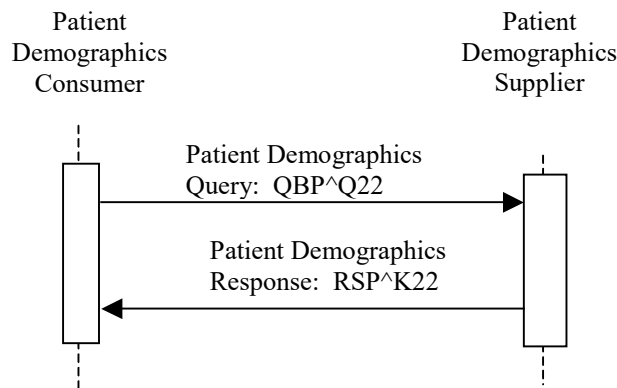 Patient
Demographics
Consumer
Patient
Demographics
Supplier
Patient Demographics
Query:  QBP^Q22
Patient Demographics
Response:  RSP^K22